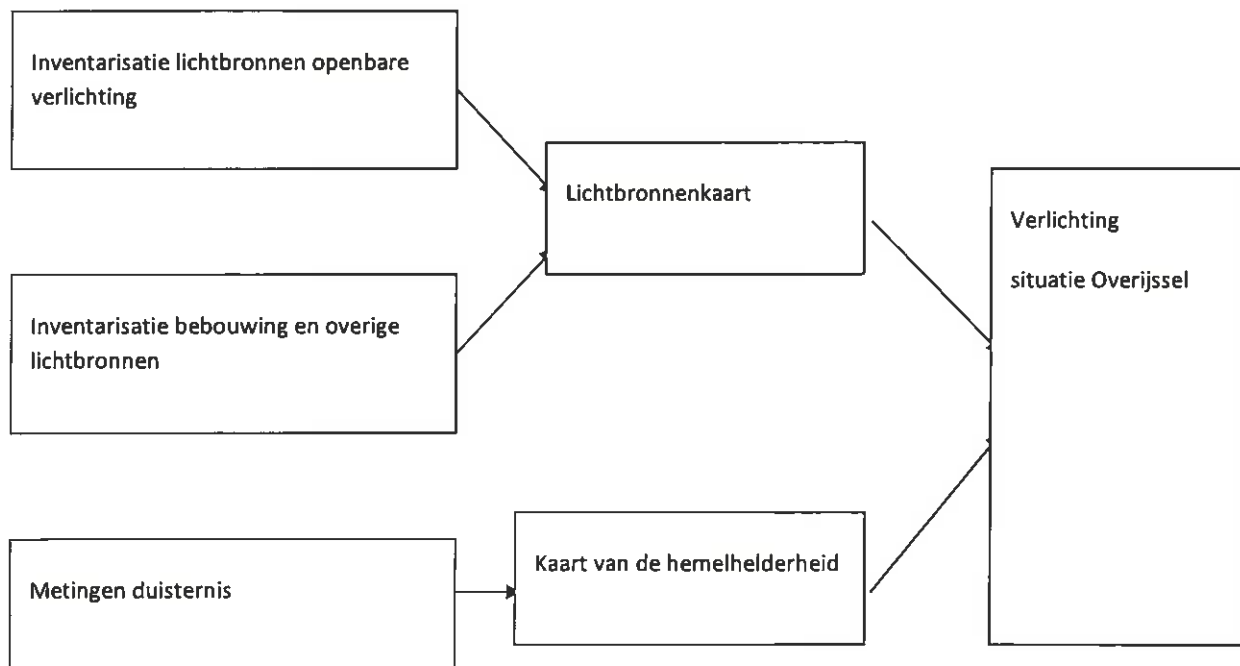 Inventarisatie lichtbronnen openbare
verlichting
Lichtbronnenkaart
Verlichting
situatie Overijssel
Inventarisatie bebouwing en overige
lichtbronnen
Kaart van de hemelhelderheid
Metingen duisternis